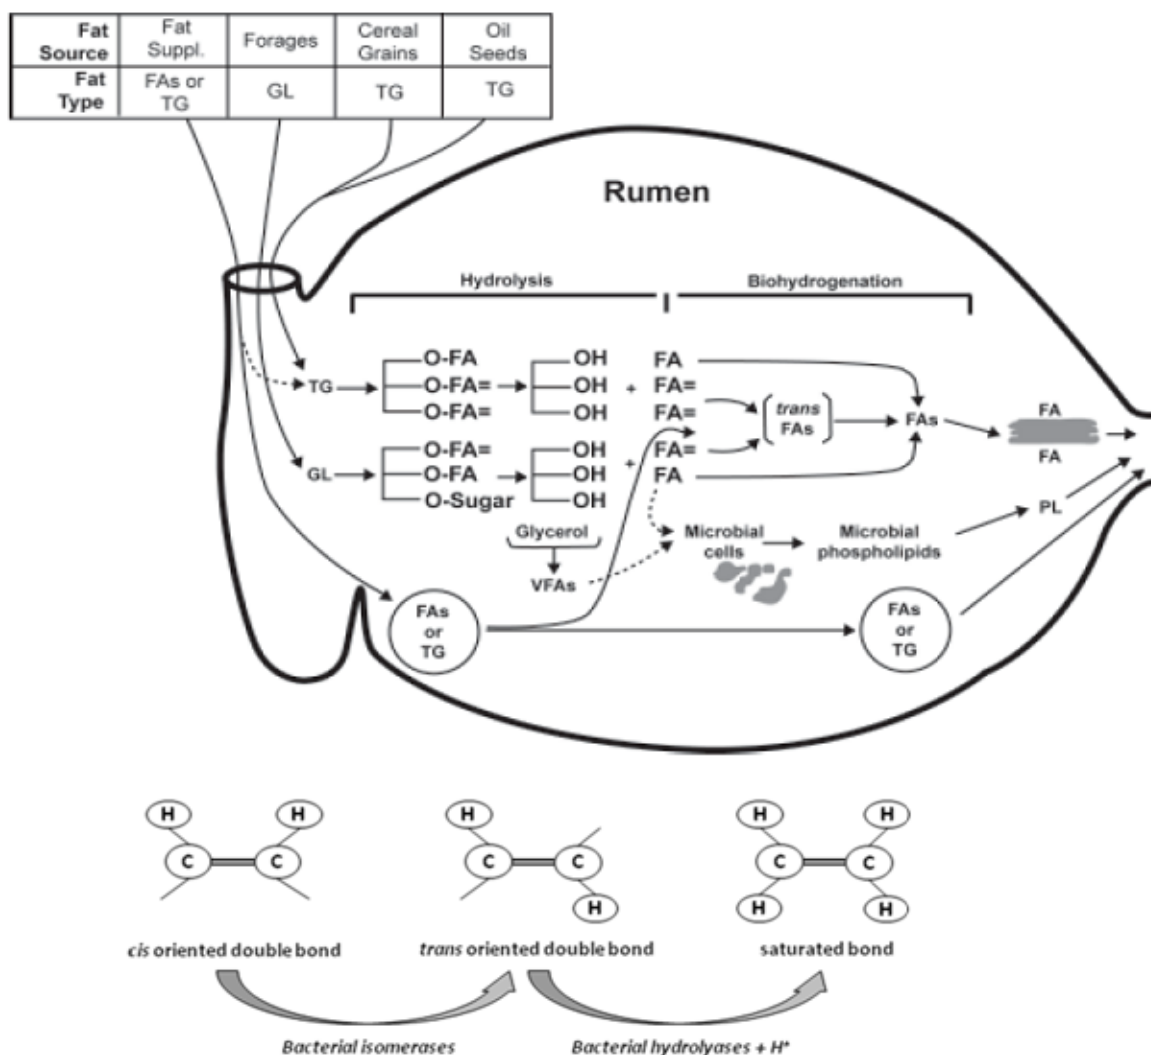 Fat Source
Fat Suppl.
Forages
Cereal Grains
Oil Seeds
Fat Type
FAs or TG
GL
TG
TG
Rumen
Hydrolysis
Biohydrogenation
TG
O-FA
O-FA=
O-FA=
OH
OH
OH
+
FA
FA=
FA=
trans FAs
FAs
FA
FA
GL
O-FA=
O-FA
O-Sugar
OH
OH
OH
+
FA=
FA
Glycerol
VFAs
Microbial cells
Microbial phospholipids
PL
FAs or TG
FAs or TG
H
H
C
C
cis oriented double bond
H
C
C
H
trans oriented double bond
H
H
C
C
H
H
saturated bond
Bacterial isomerases
Bacterial hydrolyases + H⁺